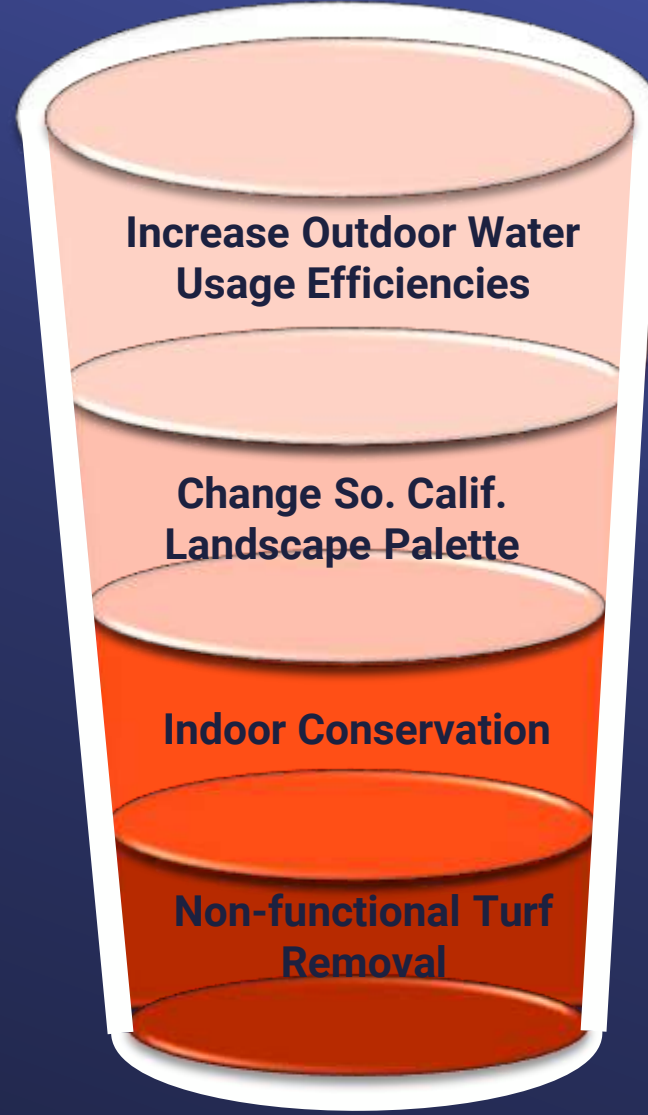 Increase Outdoor Water
Usage Efficiencies
Change So. Calif.
Landscape Palette
Indoor Conservation
Non-functional Turf
Removal